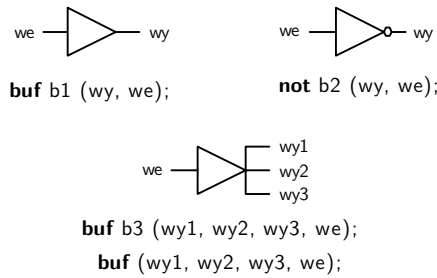 we wy
buf b1 (wy, we);
we wy
not b2 (wy, we);
we wy1
wy2
wy3
buf b3 (wy1, wy2, wy3, we);
buf (wy1, wy2, wy3, we);